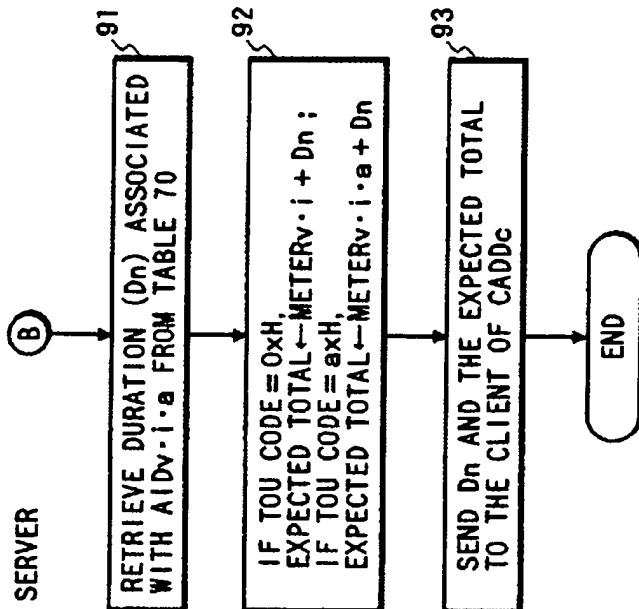 SERVER
B
91
RETRIEVE DURATION (Dn) ASSOCIATED
WITH AIDv·i·a FROM TABLE 70
92
IF TOU CODE=0xH,
EXPECTED TOTAL←METERv·i+Dn;
IF TOU CODE=axH,
EXPECTED TOTAL←METERv·i·a+Dn
93
SEND Dn AND THE EXPECTED TOTAL
TO THE CLIENT OF CADDc
END